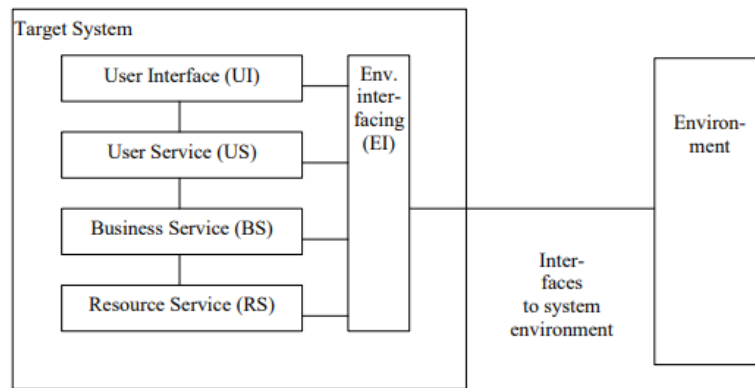 Target System
User Interface (UI)
User Service (US)
Business Service (BS)
Resource Service (RS)
Env.
inter-
facing
(EI)
Inter-
faces
to system
environment
Environ-
ment